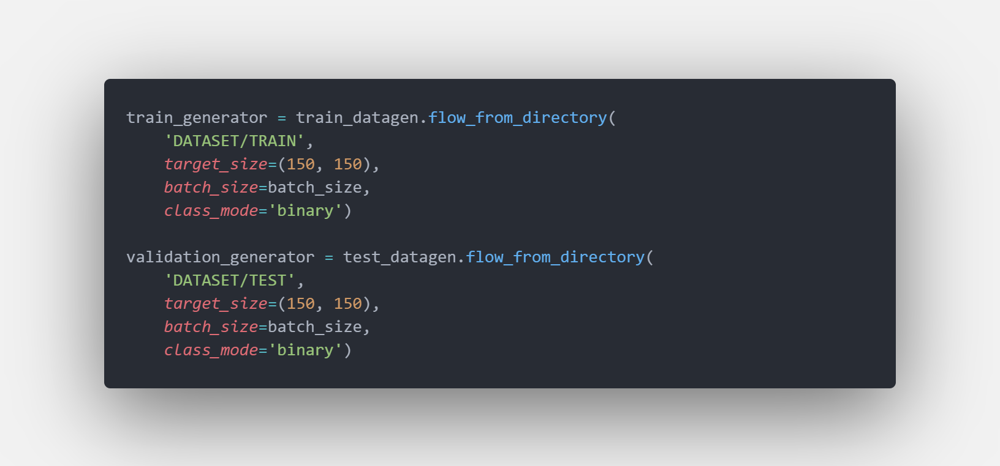 train_generator = train_datagen.flow_from_directory(
    'DATASET/TRAIN',
    target_size=(150, 150),
    batch_size=batch_size,
    class_mode='binary')

validation_generator = test_datagen.flow_from_directory(
    'DATASET/TEST',
    target_size=(150, 150),
    batch_size=batch_size,
    class_mode='binary')